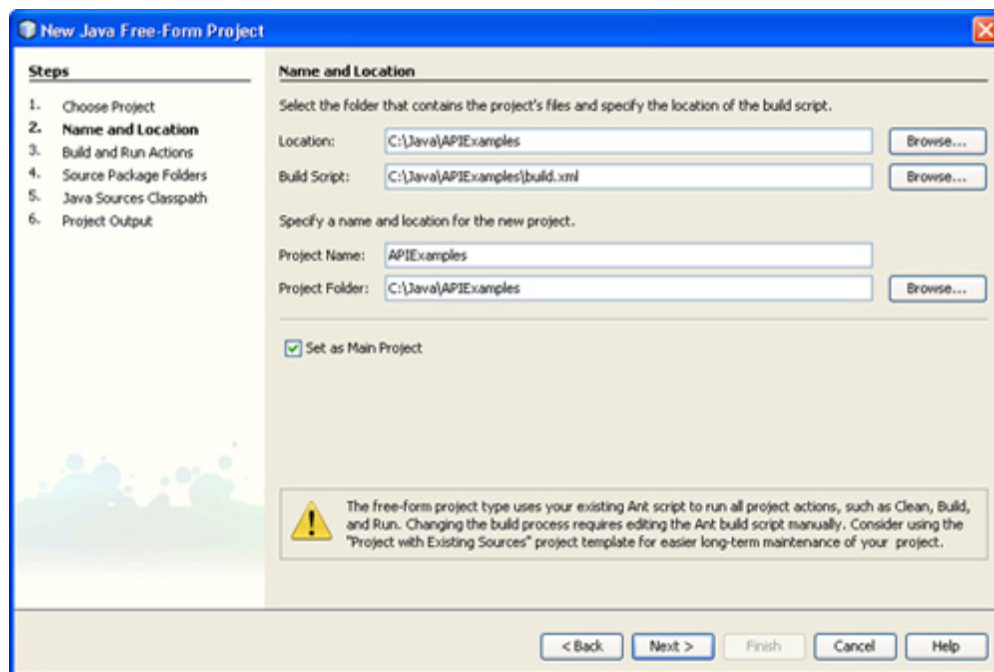 New Java Free-Form Project
Steps
1. Choose Project
2. Name and Location
3. Build and Run Actions
4. Source Package Folders
5. Java Sources Classpath
6. Project Output
Name and Location
Select the folder that contains the project's files and specify the location of the build script.
Location: C:\Java\APIExamples Browse...
Build Script: C:\Java\APIExamples\build.xml Browse...
Specify a name and location for the new project.
Project Name: APIExamples
Project Folder: C:\Java\APIExamples Browse...
Set as Main Project
The free-form project type uses your existing Ant script to run all project actions, such as Clean, Build,
and Run. Changing the build process requires editing the Ant build script manually. Consider using the
"Project with Existing Sources" project template for easier long-term maintenance of your project.
< Back Next > Finish Cancel Help